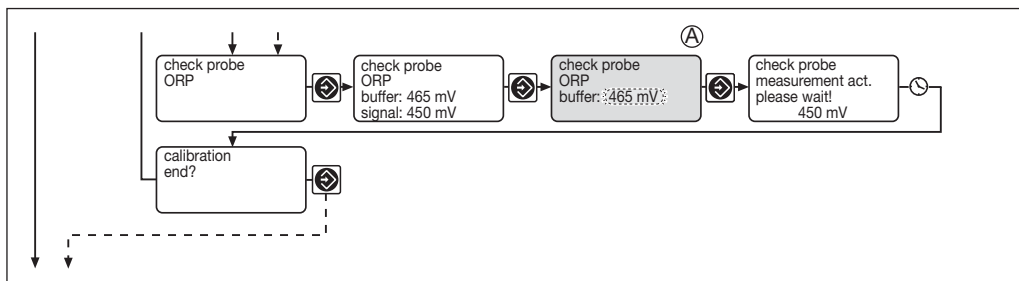 A
check probe
ORP
check probe
ORP
buffer: 465 mV
signal: 450 mV
check probe
ORP
buffer: 465 mV
check probe
measurement act.
please wait!
450 mV
calibration
end?